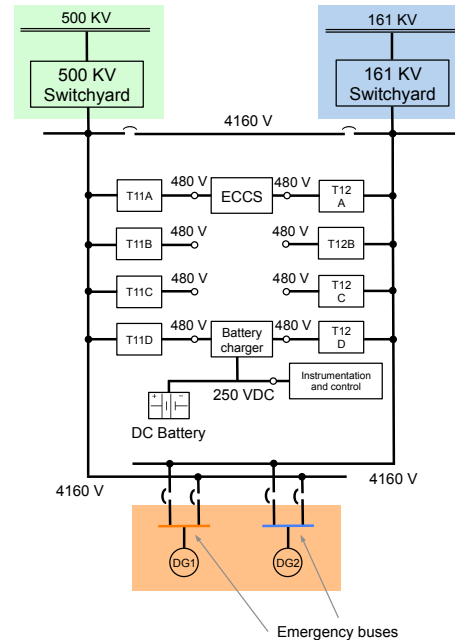 500 KV
161 KV
500 KV
Switchyard
161 KV
Switchyard
4160 V
480 V
480 V
T11A
ECCS
T12
A
480 V
480 V
T11B
T12B
480 V
480 V
T11C
T12
C
480 V
480 V
T11D
Battery
charger
T12
D
+
-
250 VDC
Instrumentation
and control
DC Battery
4160 V
4160 V
DG1
DG2
Emergency buses